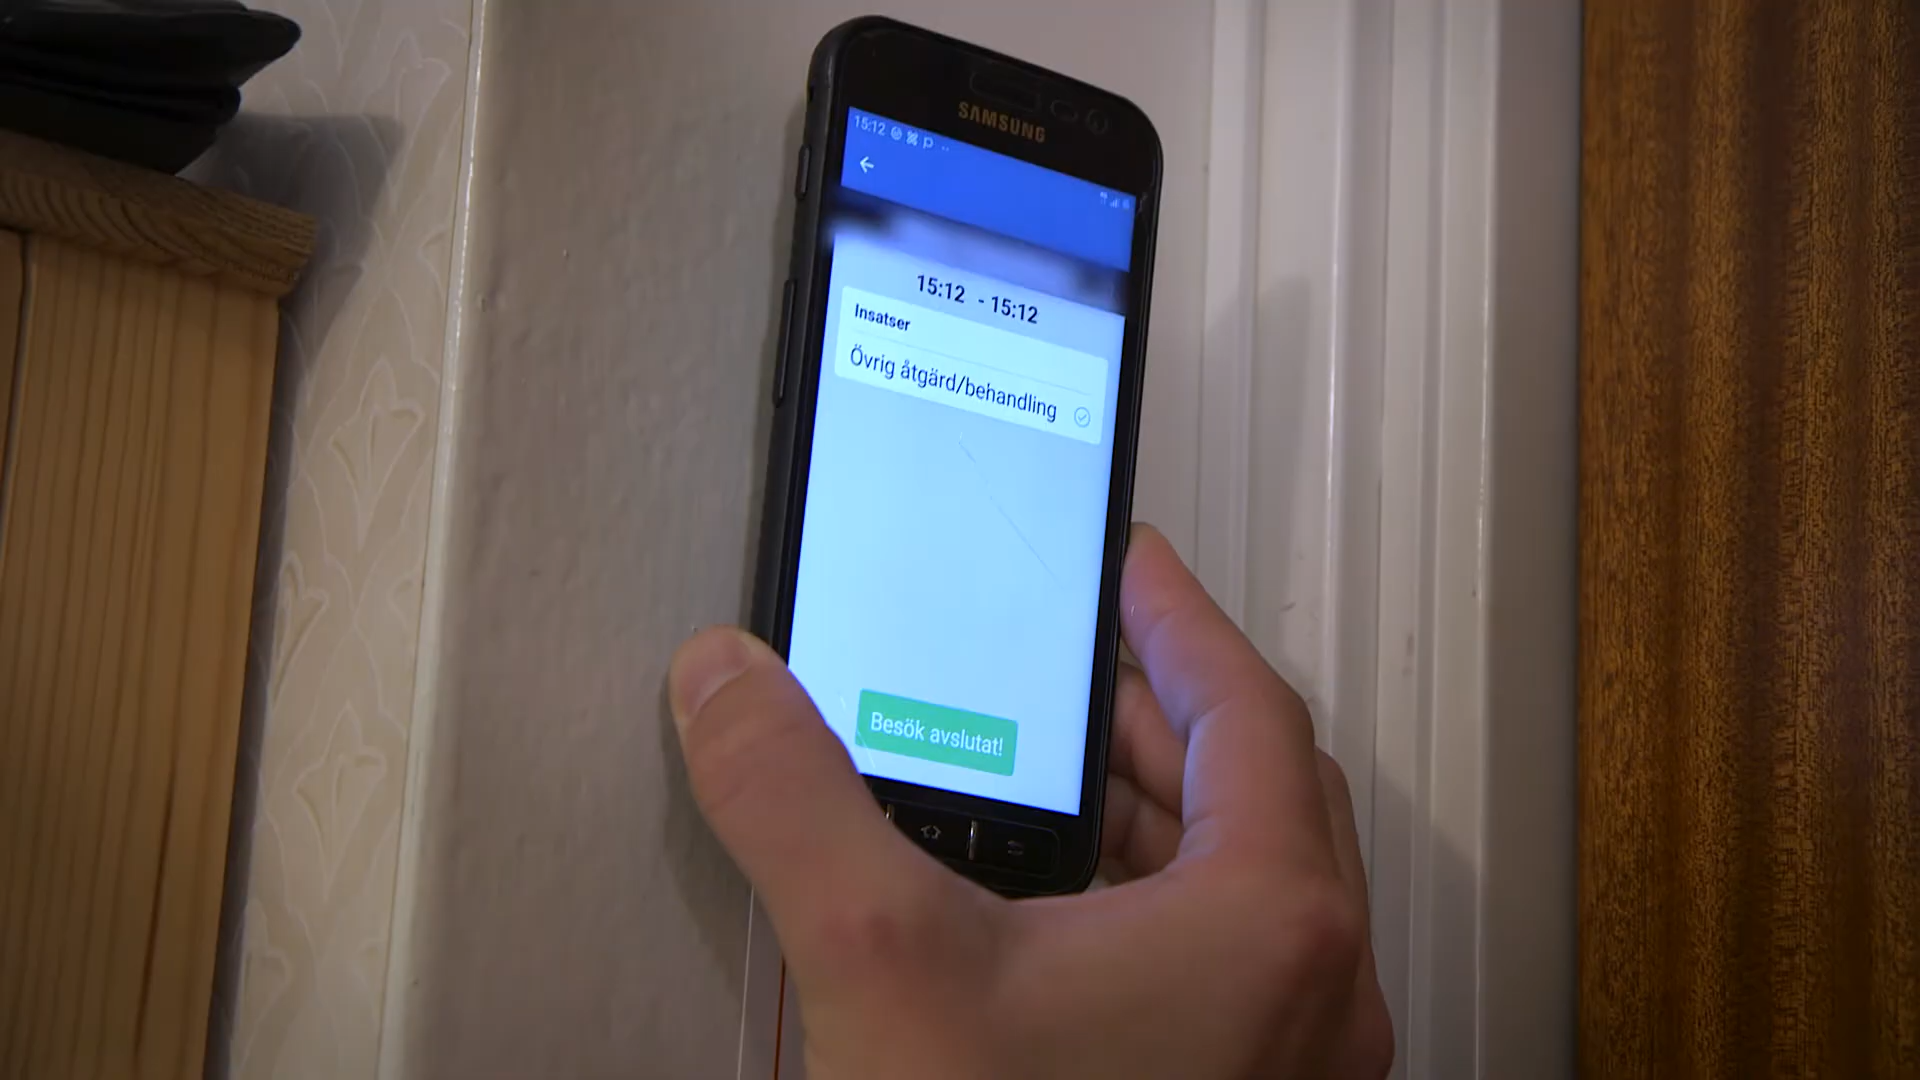 SAMSUNG
15:12
15:12 - 15:12
Insatser
Övrig åtgärd/behandling
Besök avslutat!